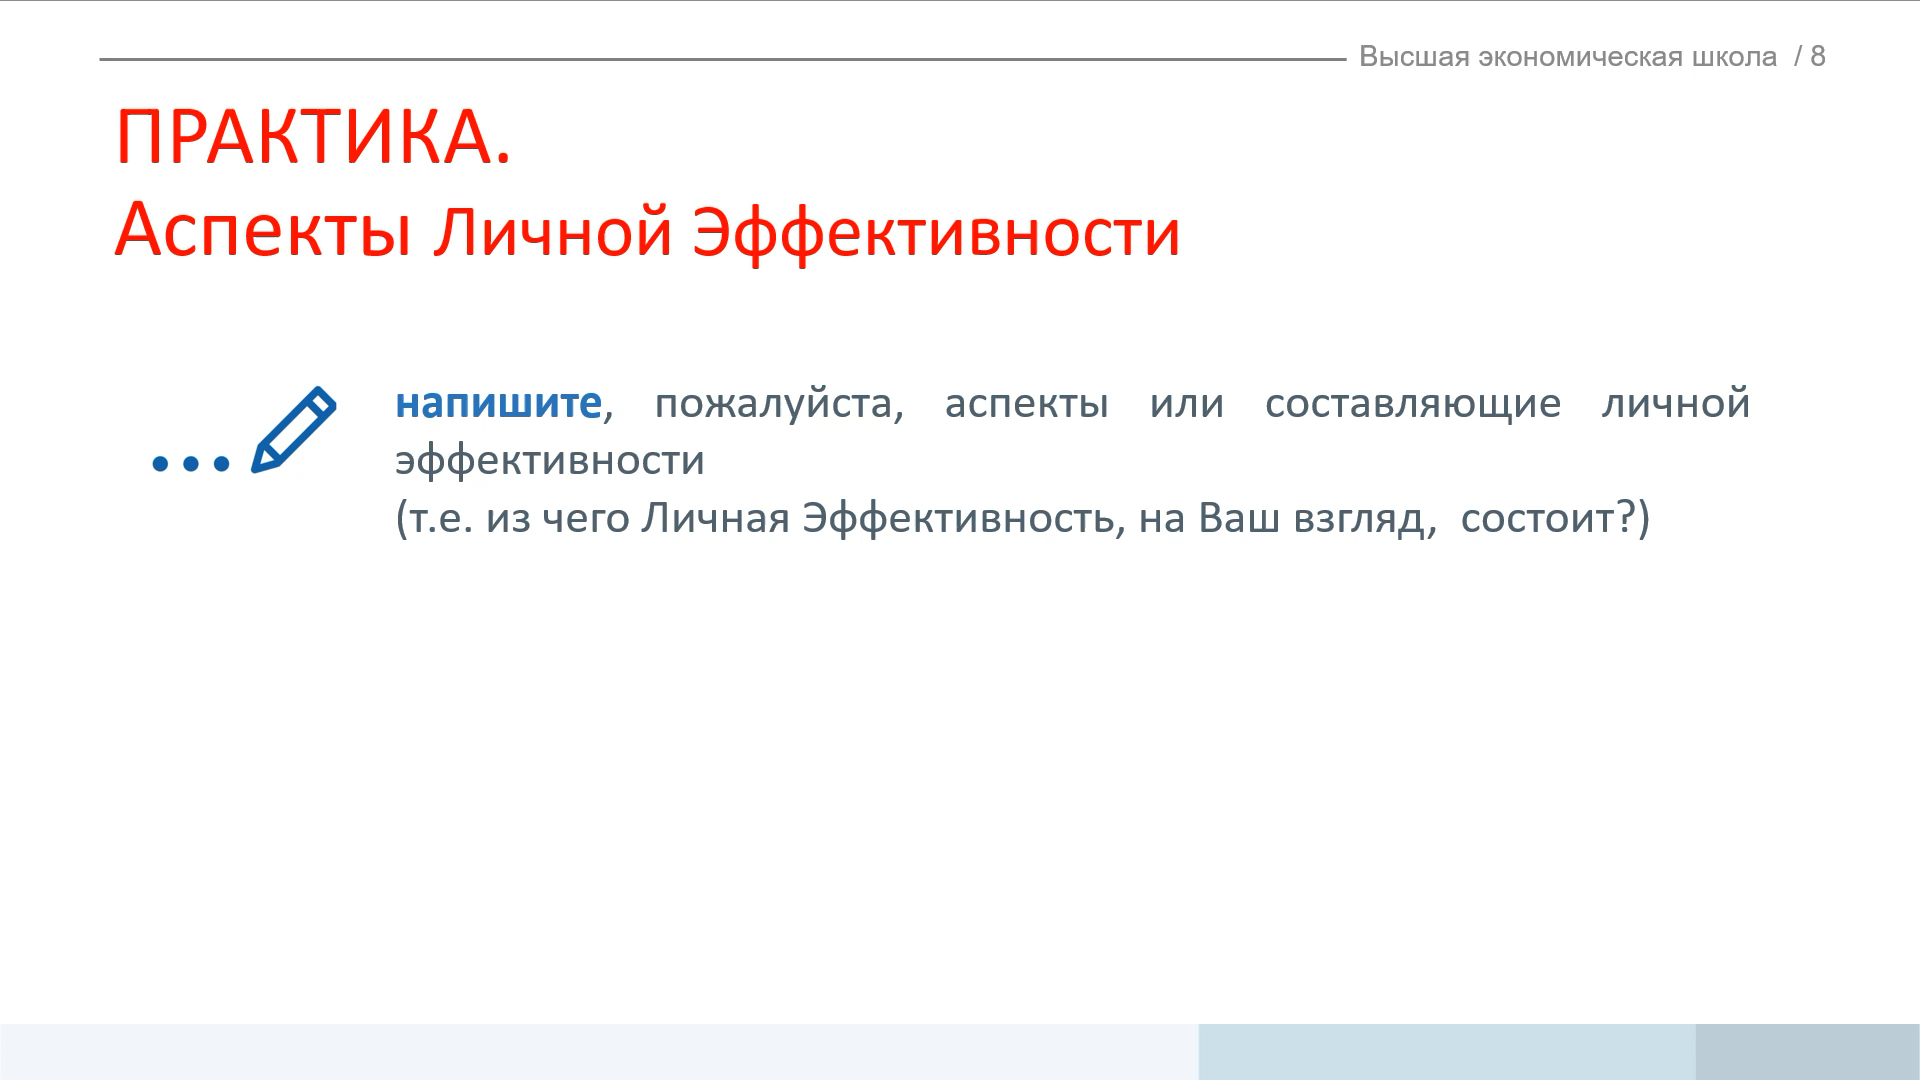 Высшая экономическая школа / 8
ПРАКТИКА.
Аспекты Личной Эффективности
напишите, пожалуйста, аспекты или составляющие личной
эффективности
(т.е. из чего Личная Эффективность, на Ваш взгляд, состоит?)